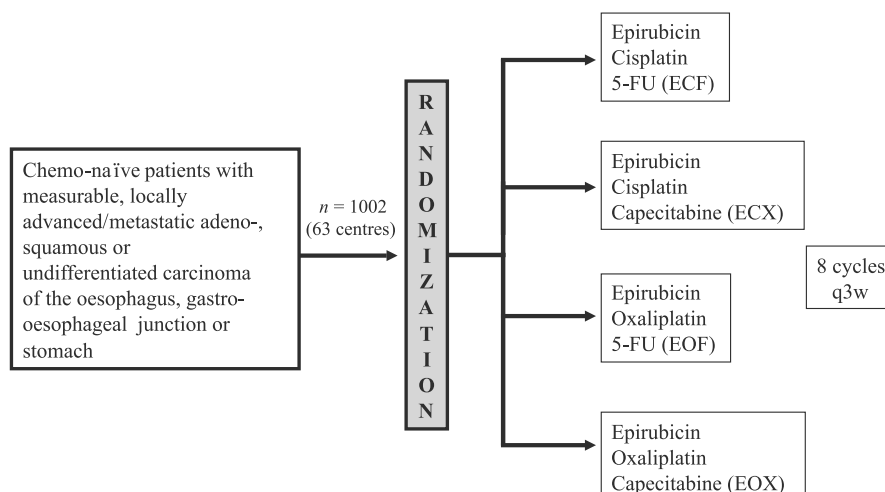 Chemo-naïve patients with
measurable, locally
advanced/metastatic adeno-,
squamous or
undifferentiated carcinoma
of the oesophagus, gastro-
oesophageal junction or
stomach
n = 1002
(63 centres)
RANDOMIZATION
Epirubicin
Cisplatin
5-FU (ECF)
Epirubicin
Cisplatin
Capecitabine (ECX)
Epirubicin
Oxaliplatin
5-FU (EOF)
Epirubicin
Oxaliplatin
Capecitabine (EOX)
8 cycles
q3w